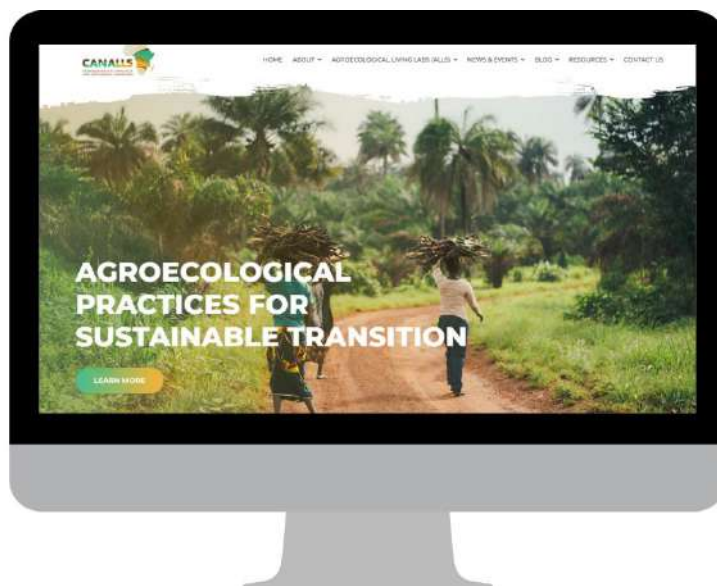 CANALLS
HOME ABOUT AGROECOLOGICAL LIVING LABS (ALLS) NEWS & EVENTS BLOG RESOURCES CONTACT US
AGROECOLOGICAL
PRACTICES FOR
SUSTAINABLE TRANSITION
LEARN MORE